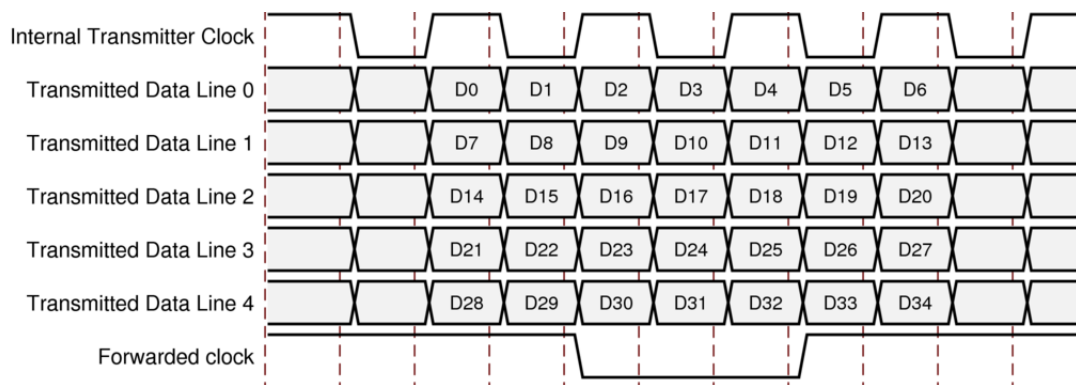 Internal Transmitter Clock
Transmitted Data Line 0 D0 D1 D2 D3 D4 D5 D6
Transmitted Data Line 1 D7 D8 D9 D10 D11 D12 D13
Transmitted Data Line 2 D14 D15 D16 D17 D18 D19 D20
Transmitted Data Line 3 D21 D22 D23 D24 D25 D26 D27
Transmitted Data Line 4 D28 D29 D30 D31 D32 D33 D34
Forwarded clock